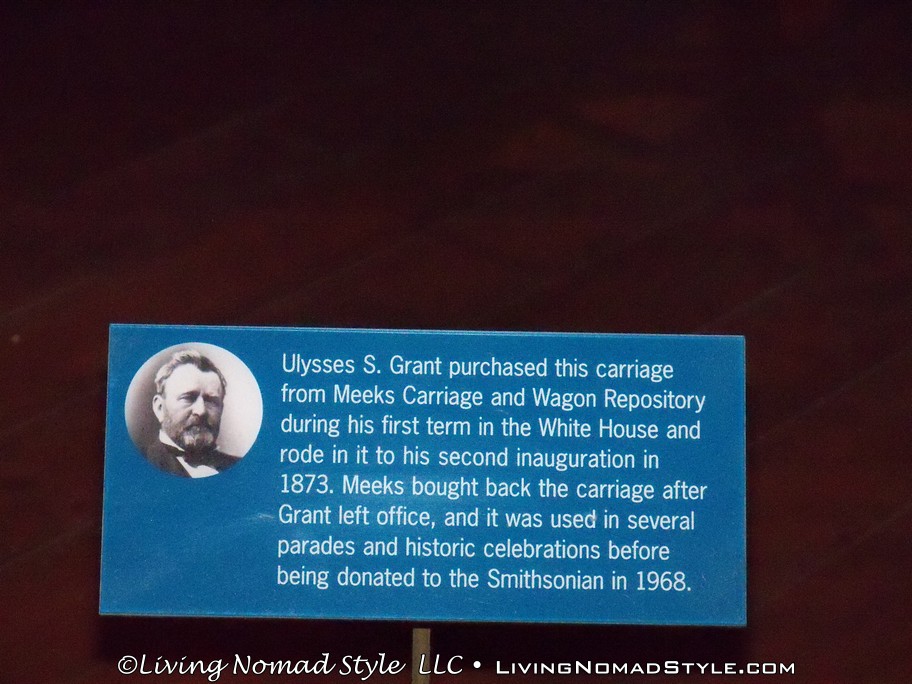 Ulysses S. Grant purchased this carriage
from Meeks Carriage and Wagon Repository
during his first term in the White House and
rode in it to his second inauguration in
1873. Meeks bought back the carriage after
Grant left office, and it was used in several
parades and historic celebrations before
being donated to the Smithsonian in 1968.
©Living Nomad Style LLC • LivingNomadStyle.com